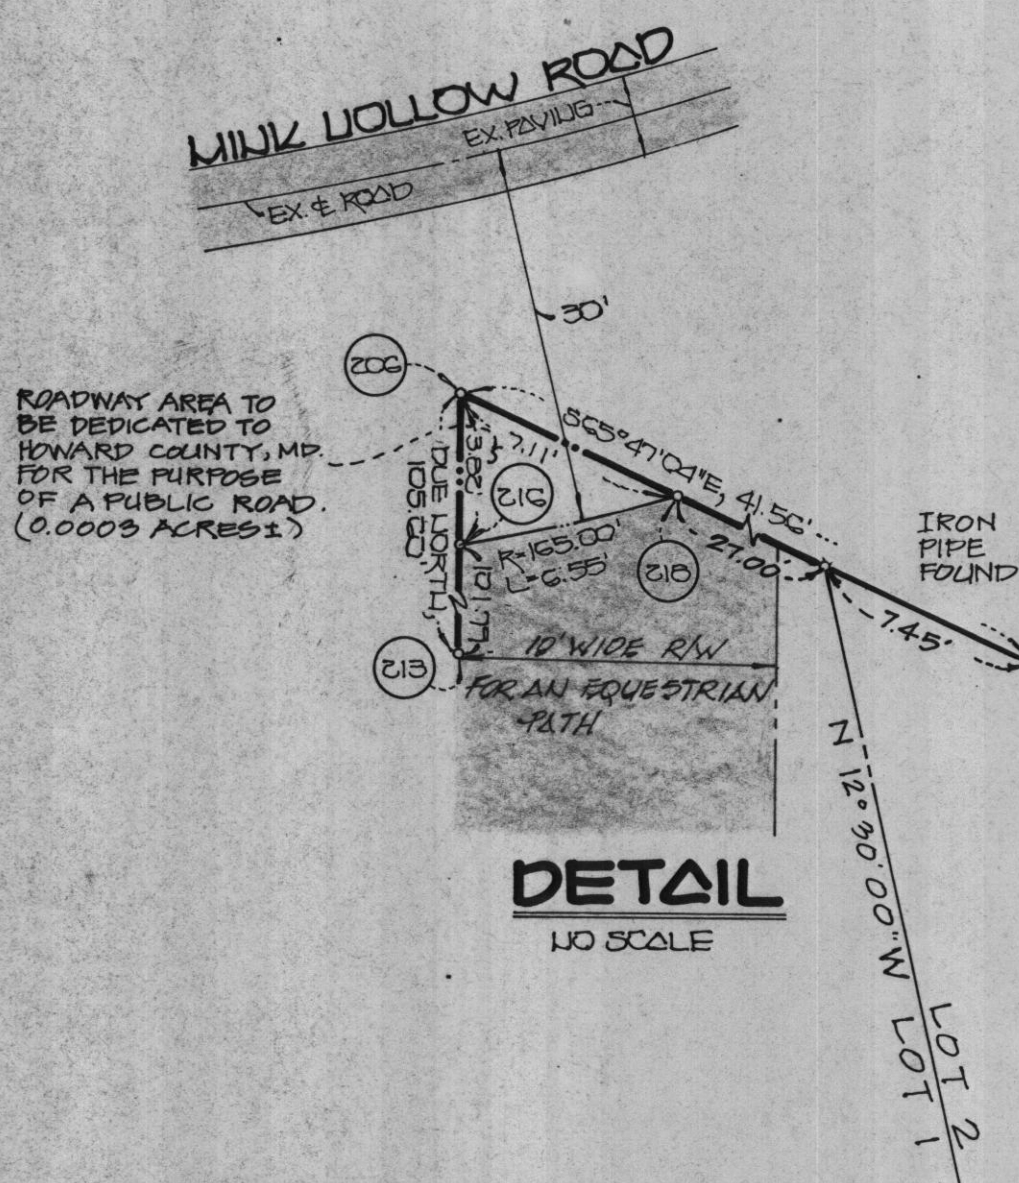 MINK HOLLOW ROAD
EX. PAVING
EX. ℄ ROAD
30'
206
ROADWAY AREA TO
BE DEDICATED TO
HOWARD COUNTY, MD.
FOR THE PURPOSE
OF A PUBLIC ROAD.
(0.0003 ACRES±)
S65°47'04"E, 41.56'
7.11'
3.82'
DUE NORTH,
105.60'
216
R=165.00'
L=6.55'
218
27.00'
IRON
PIPE
FOUND
7.45'
101.77'
213
10' WIDE R/W
FOR AN EQUESTRIAN
PATH
N 12°30'00"W
DETAIL
NO SCALE
LOT 2
LOT 1